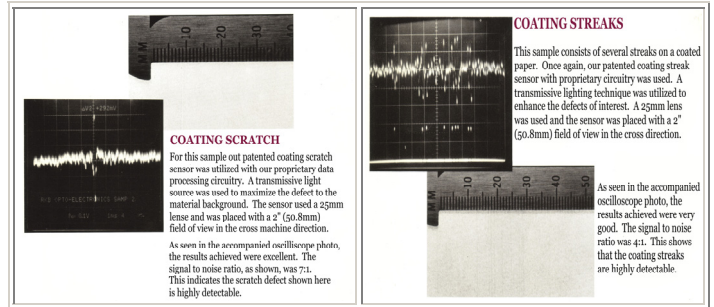 MM 10 20 30
COATING SCRATCH
For this sample out patented coating scratch
sensor was utilized with our proprietary data
processing circuitry. A transmissive light
source was used to maximize the defect to the
material background. The sensor used a 25mm
lense and was placed with a 2" (50.8mm)
field of view in the cross machine direction.
As seen in the accompanied oscilliscope photo,
the results achieved were excellent. The
signal to noise ratio, as shown, was 7:1.
This indicates the scratch defect shown here
is highly detectable.
COATING STREAKS
This sample consists of several streaks on a coated
paper. Once again, our patented coating streak
sensor with proprietary circuitry was used. A
transmissive lighting technique was utilized to
enhance the defects of interest. A 25mm lens
was used and the sensor was placed with a 2"
(50.8mm) field of view in the cross direction.
MM 10 20 30 40 50
As seen in the accompanied
oscilloscope photo, the
results achieved were very
good. The signal to noise
ratio was 4:1. This shows
that the coating streaks
are highly detectable.